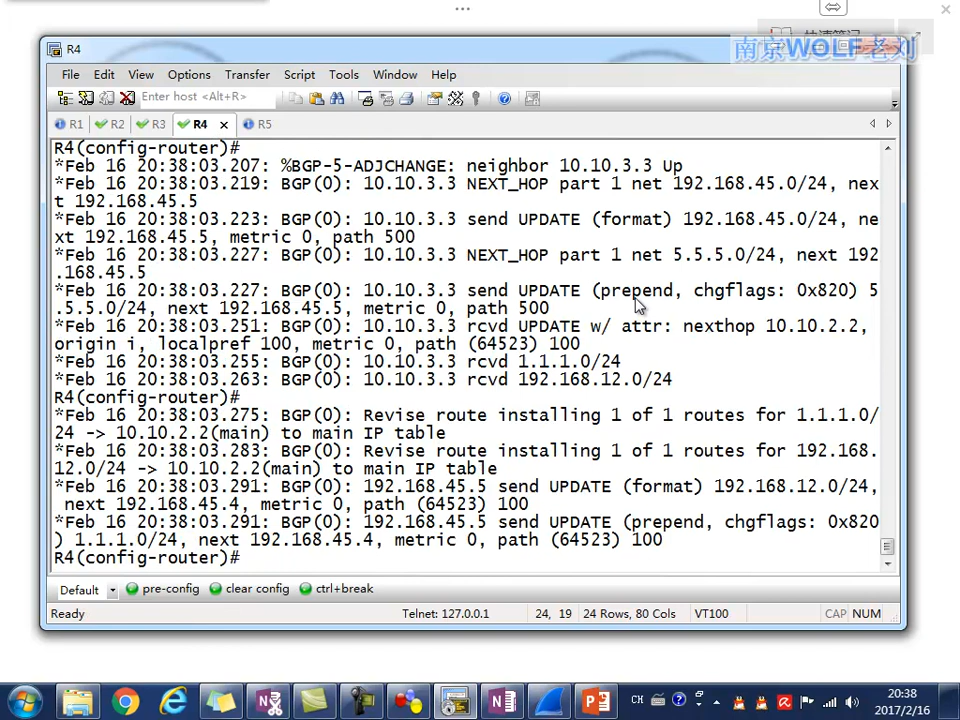 R4
南京WOLF老刘
File Edit View Options Transfer Script Tools Window Help
Enter host <Alt+R>
R1 R2 R3 R4 R5
R4(config-router)#
*Feb 16 20:38:03.207: %BGP-5-ADJCHANGE: neighbor 10.10.3.3 Up
*Feb 16 20:38:03.219: BGP(0): 10.10.3.3 NEXT_HOP part 1 net 192.168.45.0/24, nex
t 192.168.45.5
*Feb 16 20:38:03.223: BGP(0): 10.10.3.3 send UPDATE (format) 192.168.45.0/24, ne
xt 192.168.45.5, metric 0, path 500
*Feb 16 20:38:03.227: BGP(0): 10.10.3.3 NEXT_HOP part 1 net 5.5.5.0/24, next 192
.168.45.5
*Feb 16 20:38:03.227: BGP(0): 10.10.3.3 send UPDATE (prepend, chgflags: 0x820) 5
.5.5.0/24, next 192.168.45.5, metric 0, path 500
*Feb 16 20:38:03.251: BGP(0): 10.10.3.3 rcvd UPDATE w/ attr: nexthop 10.10.2.2,
origin i, localpref 100, metric 0, path (64523) 100
*Feb 16 20:38:03.255: BGP(0): 10.10.3.3 rcvd 1.1.1.0/24
*Feb 16 20:38:03.263: BGP(0): 10.10.3.3 rcvd 192.168.12.0/24
R4(config-router)#
*Feb 16 20:38:03.275: BGP(0): Revise route installing 1 of 1 routes for 1.1.1.0/
24 -> 10.10.2.2(main) to main IP table
*Feb 16 20:38:03.283: BGP(0): Revise route installing 1 of 1 routes for 192.168.
12.0/24 -> 10.10.2.2(main) to main IP table
*Feb 16 20:38:03.291: BGP(0): 192.168.45.5 send UPDATE (format) 192.168.12.0/24,
next 192.168.45.4, metric 0, path (64523) 100
*Feb 16 20:38:03.291: BGP(0): 192.168.45.5 send UPDATE (prepend, chgflags: 0x820
) 1.1.1.0/24, next 192.168.45.4, metric 0, path (64523) 100
R4(config-router)#
Default pre-config clear config ctrl+break
Ready Telnet: 127.0.0.1 24, 19 24 Rows, 80 Cols VT100 CAP NUM
CH 20:38
2017/2/16